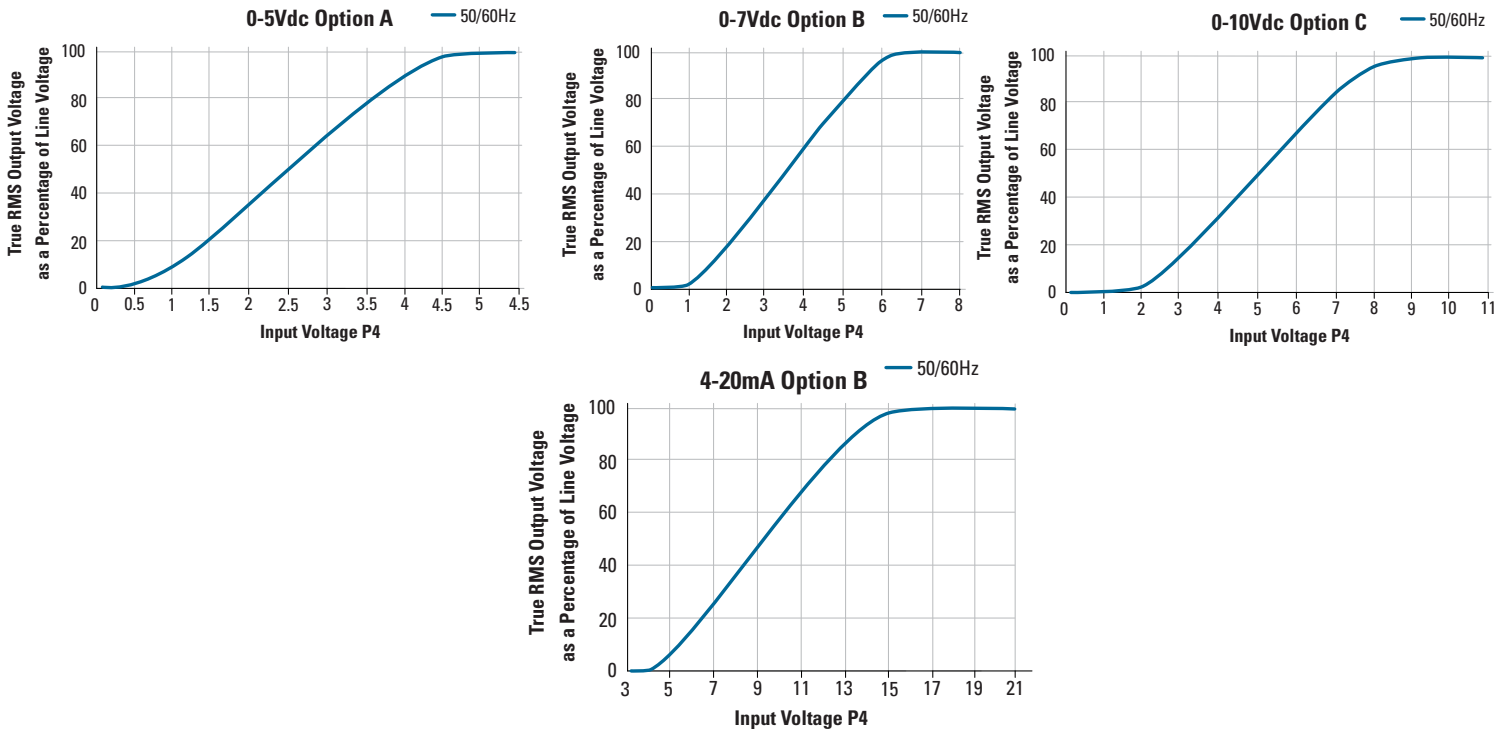 0-5Vdc Option A
50/60Hz
True RMS Output Voltage
as a Percentage of Line Voltage
100
80
60
40
20
0
0 0.5 1 1.5 2 2.5 3 3.5 4 4.5 5 4.5
Input Voltage P4
0-7Vdc Option B
50/60Hz
True RMS Output Voltage
as a Percentage of Line Voltage
100
80
60
40
20
0
0 1 2 3 4 5 6 7 8
Input Voltage P4
0-10Vdc Option C
50/60Hz
True RMS Output Voltage
as a Percentage of Line Voltage
100
80
60
40
20
0
0 1 2 3 4 5 6 7 8 9 10 11
Input Voltage P4
4-20mA Option B
50/60Hz
True RMS Output Voltage
as a Percentage of Line Voltage
100
80
60
40
20
0
3 5 7 9 11 13 15 17 19 21
Input Voltage P4